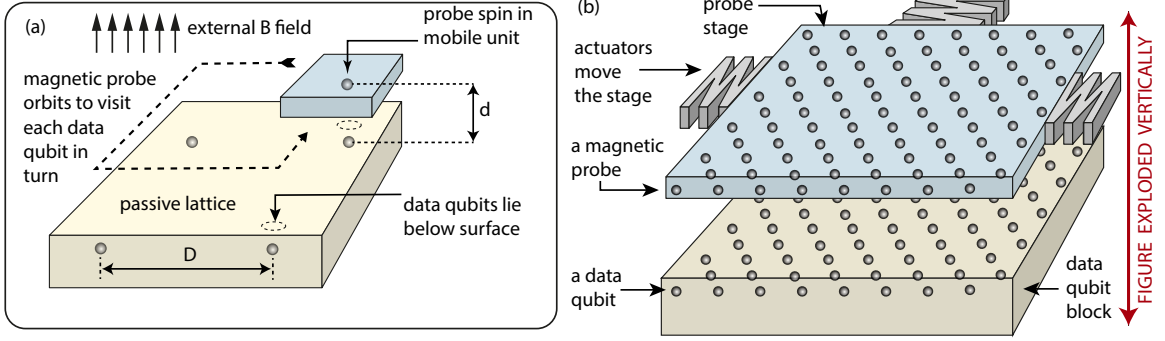 (a)
external B field
probe spin in
mobile unit
magnetic probe
orbits to visit
each data
qubit in
turn
d
passive lattice
data qubits lie
below surface
D
(b)
probe
stage
actuators
move
the stage
a magnetic
probe
a data
qubit
data
qubit
block
FIGURE EXPLODED VERTICALLY